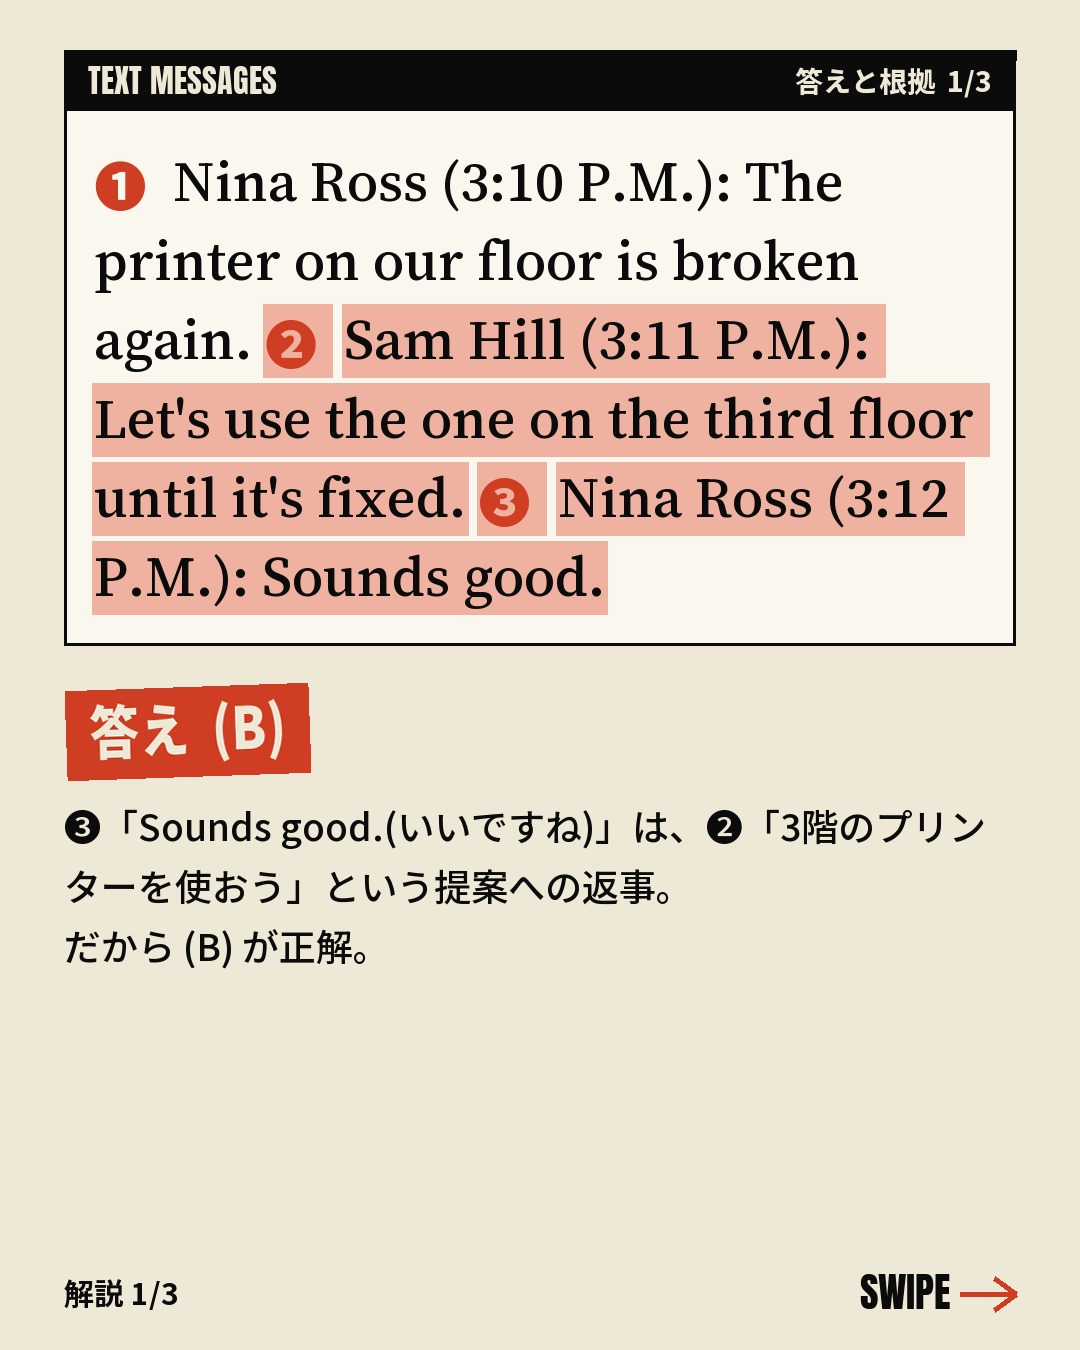 TEXT MESSAGES
答えと根拠 1/3
❶ Nina Ross (3:10 P.M.): The
printer on our floor is broken
again. ❷ Sam Hill (3:11 P.M.):
Let's use the one on the third floor
until it's fixed. ❸ Nina Ross (3:12
P.M.): Sounds good.
答え (B)
❸「Sounds good.(いいですね)」は、❷「3階のプリン
ターを使おう」という提案への返事。
だから (B) が正解。
解説 1/3
SWIPE →